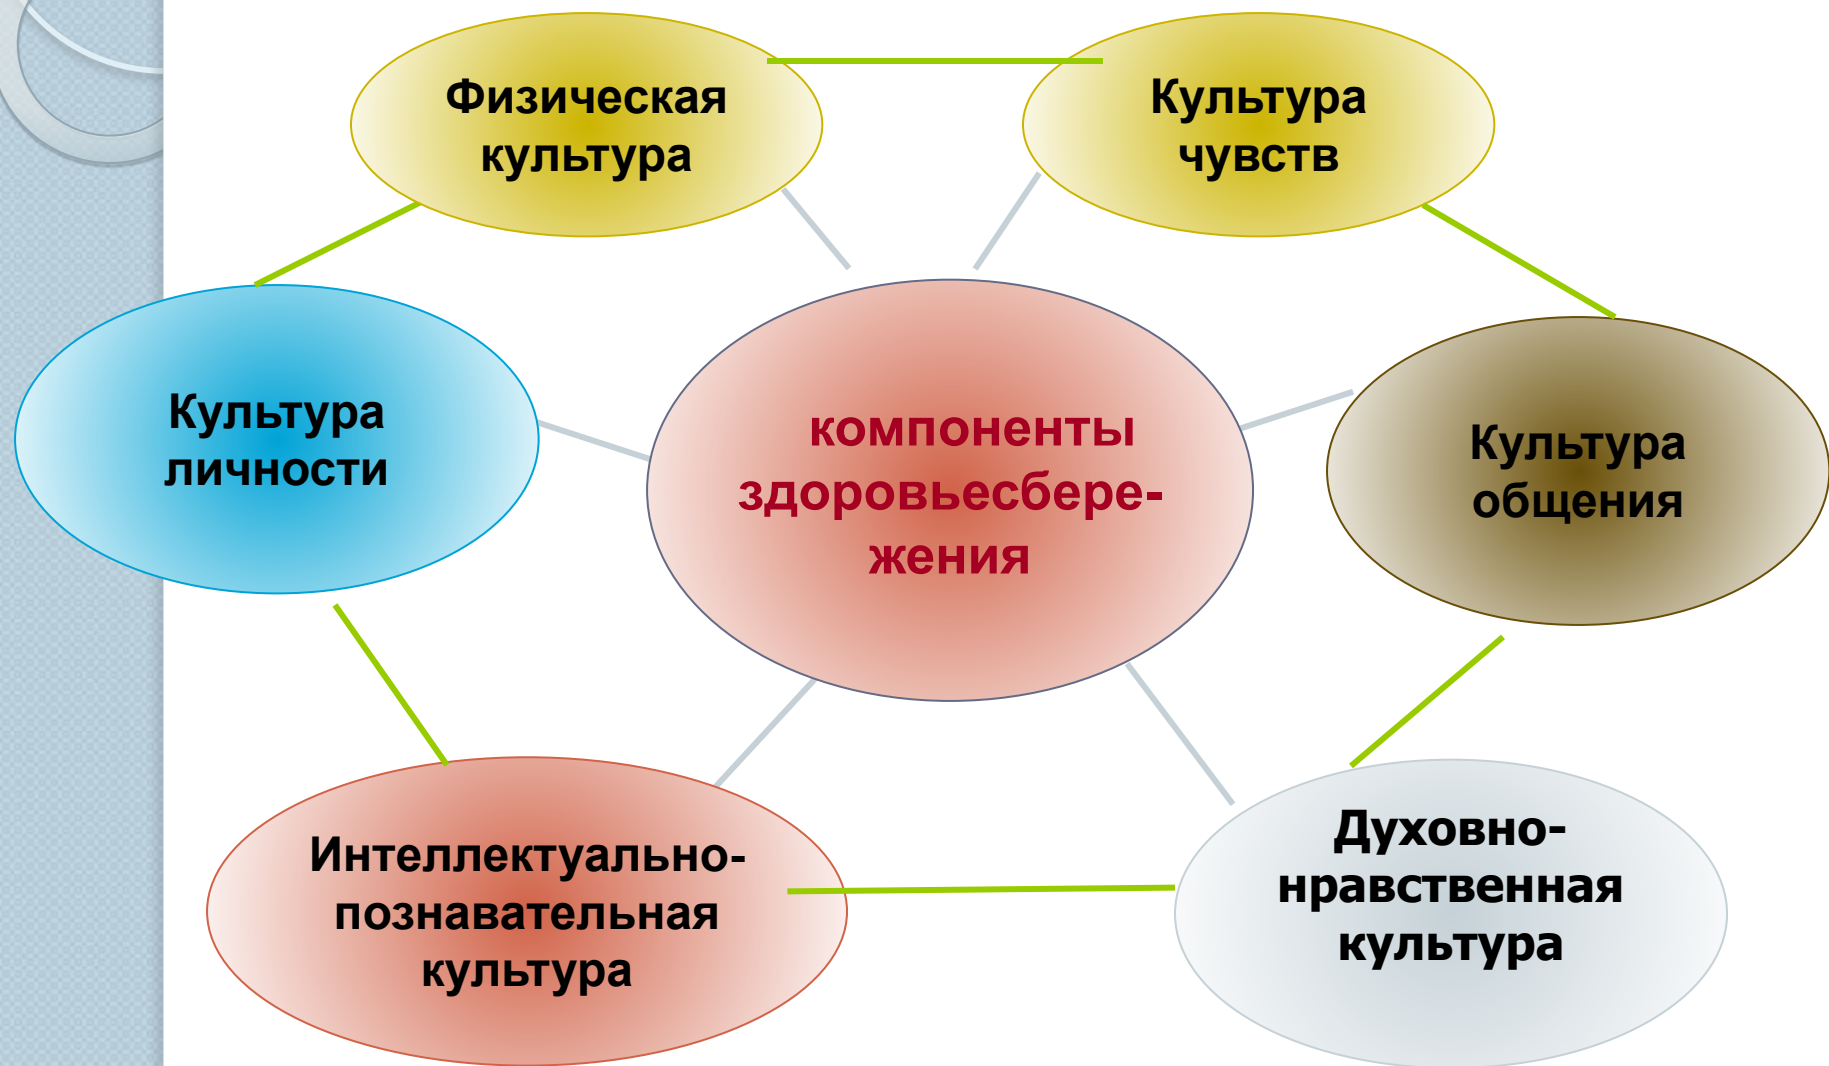 Физическая
культура
Культура
чувств
Культура
личности
компоненты
здоровьесбере-
жения
Культура
общения
Интеллектуально-
познавательная
культура
Духовно-
нравственная
культура